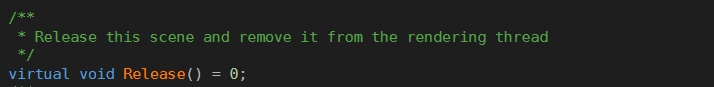 /**
 * Release this scene and remove it from the rendering thread
 */
virtual void Release() = 0;